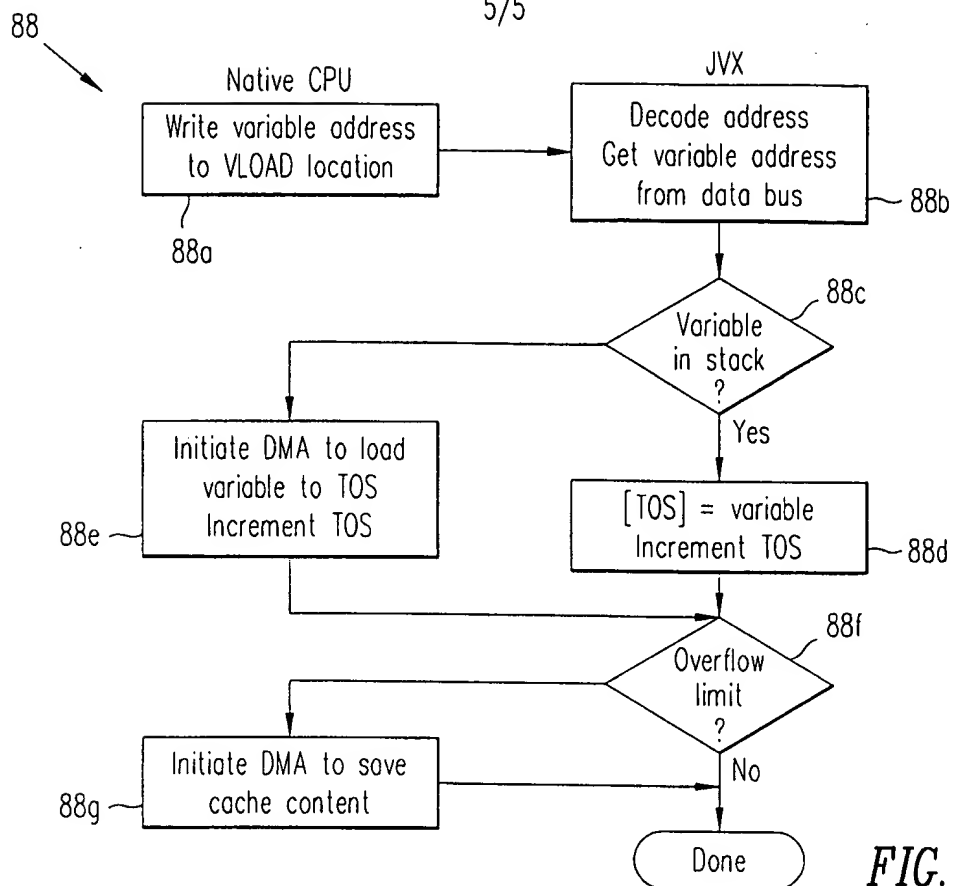 5/5
88
Native CPU
JVX
Write variable address
to VLOAD location
88a
Decode address
Get variable address
from data bus
88b
88c
Variable
in stack
?
Yes
Initiate DMA to load
variable to TOS
Increment TOS
88e
[TOS] = variable
Increment TOS
88d
88f
Overflow
limit
?
No
Initiate DMA to save
cache content
88g
Done
FIG.